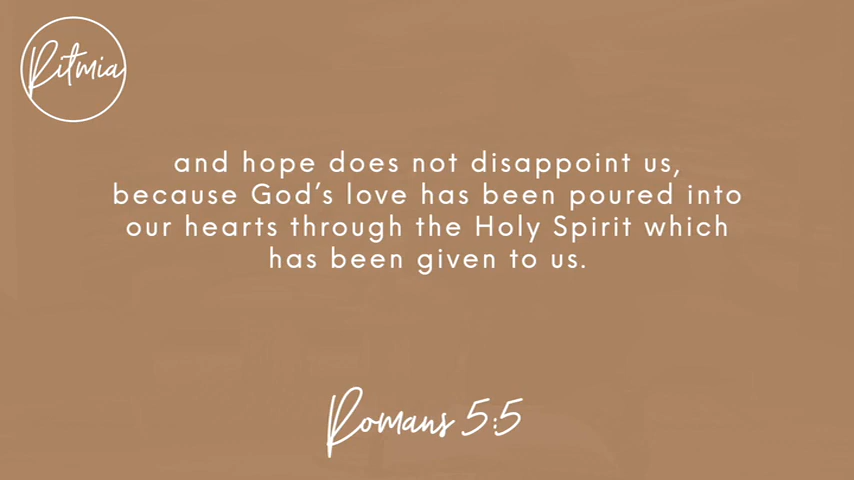 Ritmia
and hope does not disappoint us,
because God's love has been poured into
our hearts through the Holy Spirit which
has been given to us.
Romans 5:5